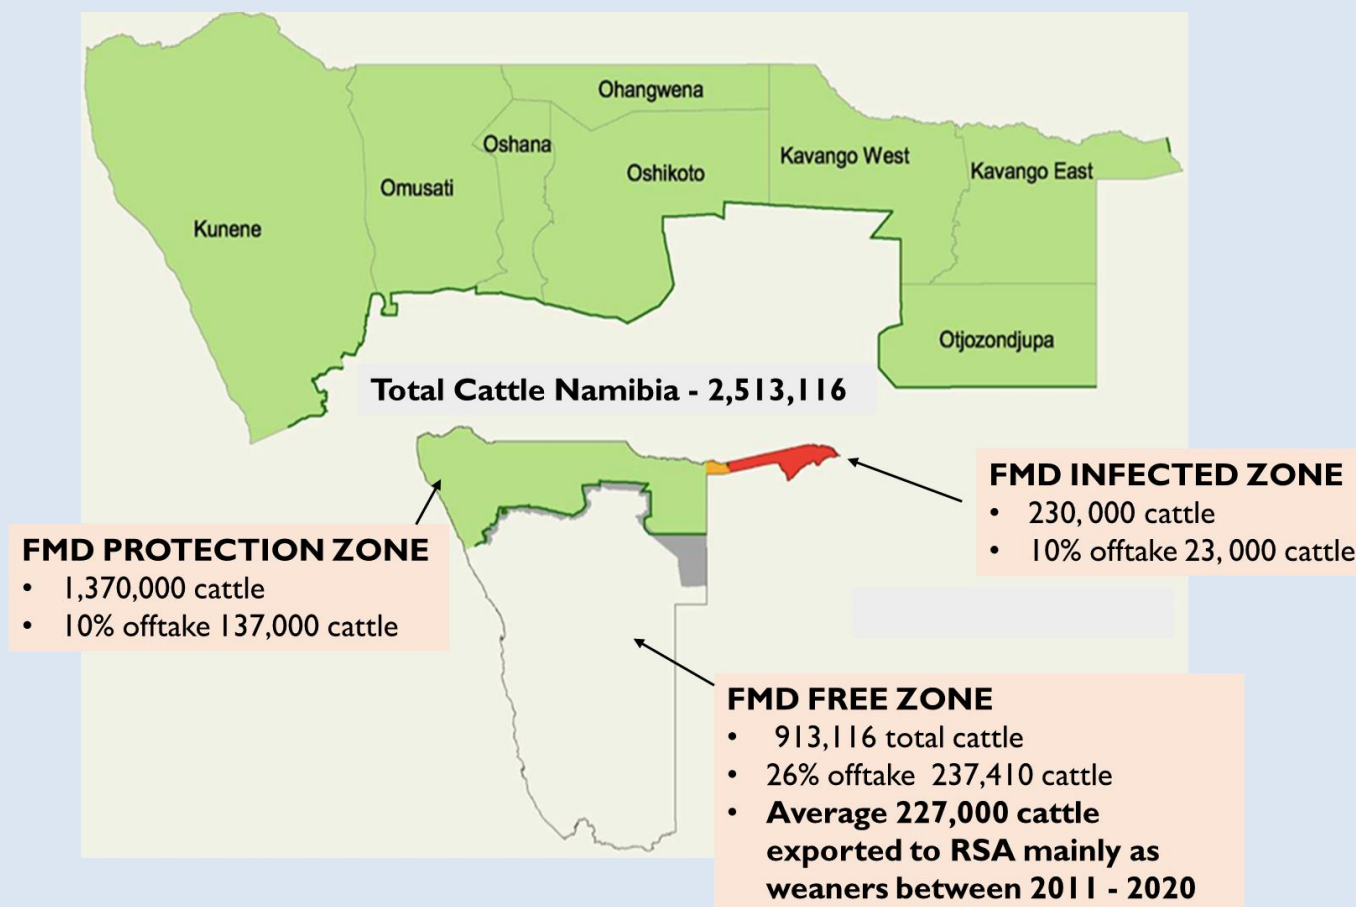 Ohangwena
Oshana
Kavango West
Kavango East
Oshikoto
Omusati
Kunene
Otjozondjupa
Total Cattle Namibia - 2,513,116
FMD INFECTED ZONE
• 230, 000 cattle
• 10% offtake 23, 000 cattle
FMD PROTECTION ZONE
• 1,370,000 cattle
• 10% offtake 137,000 cattle
FMD FREE ZONE
• 913,116 total cattle
• 26% offtake 237,410 cattle
• Average 227,000 cattle
exported to RSA mainly as
weaners between 2011 - 2020